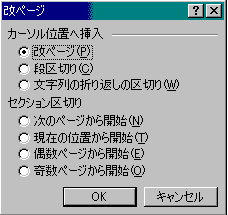 改ページ
カーソル位置へ挿入
改ページ(P)
段区切り(C)
文字列の折り返しの区切り(W)
セクション区切り
次のページから開始(N)
現在の位置から開始(T)
偶数ページから開始(E)
奇数ページから開始(O)
OK キャンセル